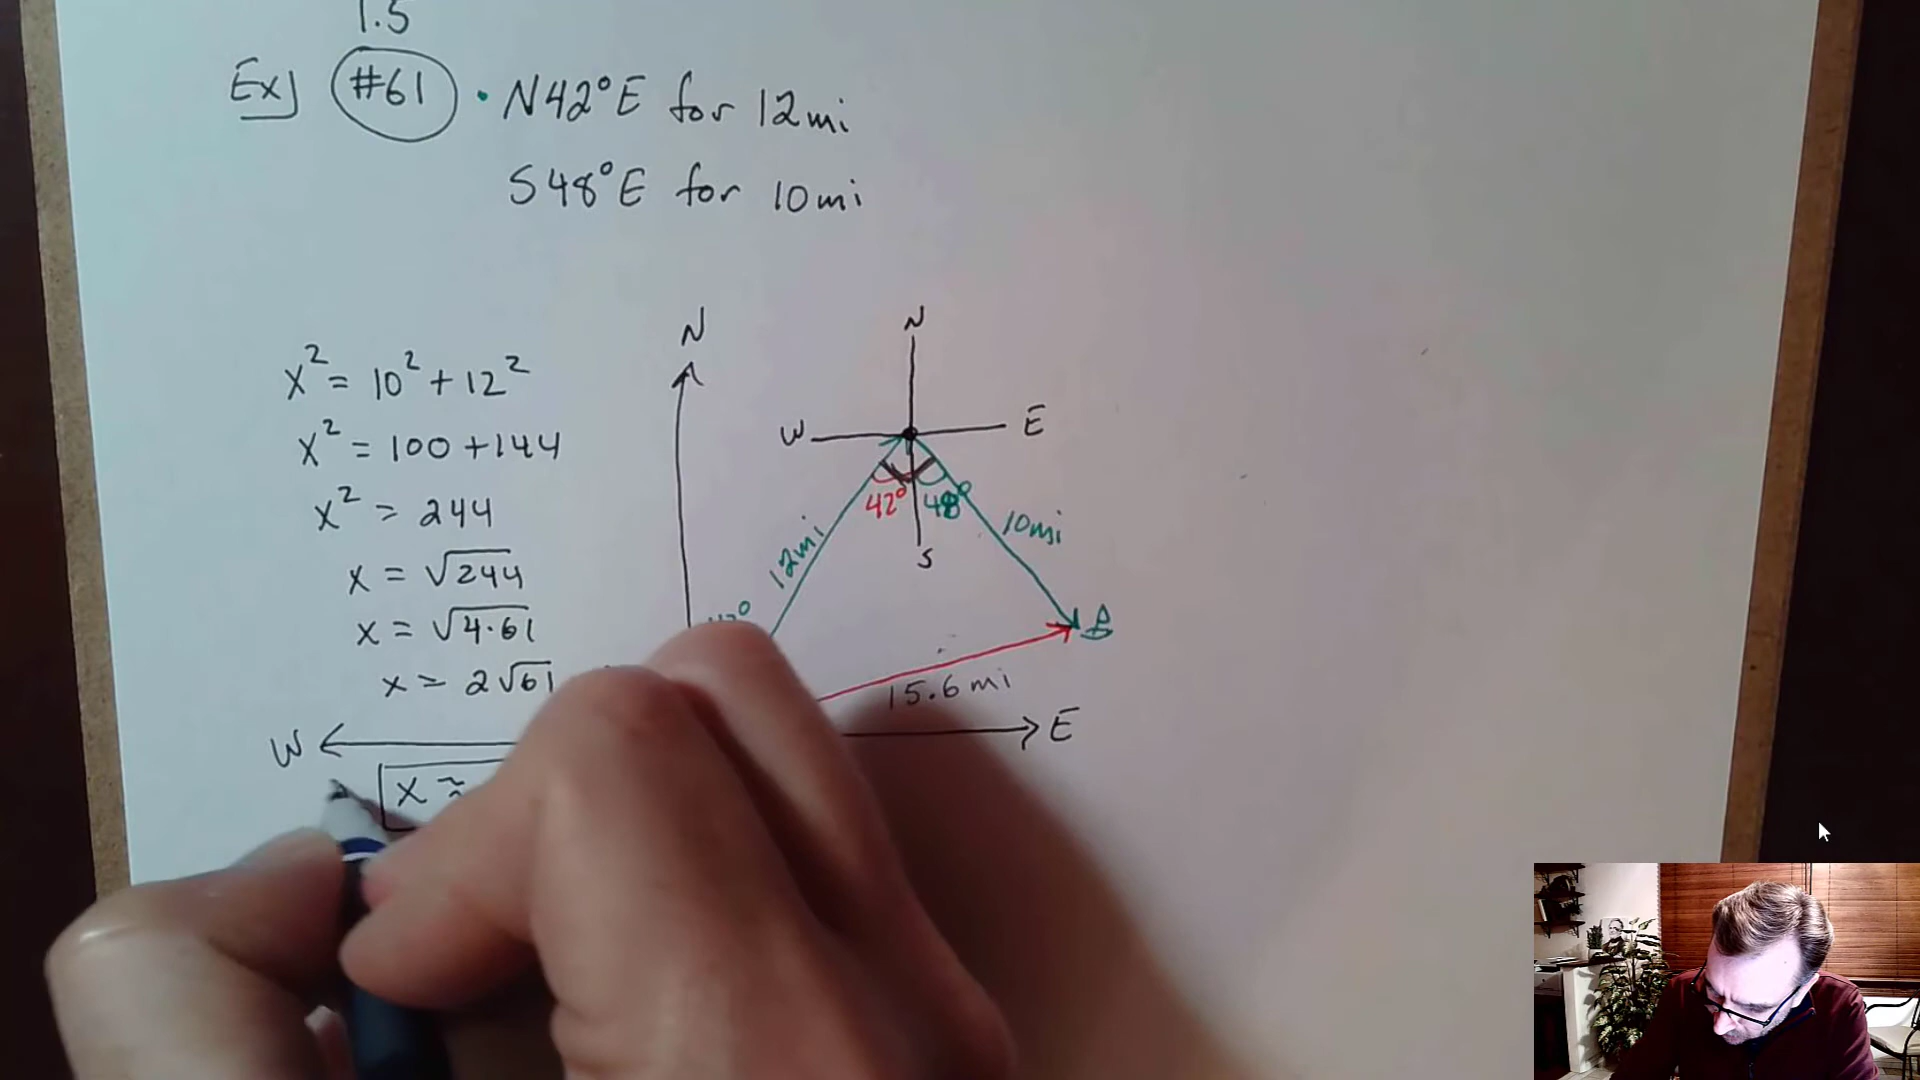 1.5
Ex) #61 • N42°E for 12mi
S48°E for 10mi
x² = 10² + 12²
x² = 100 + 144
x² = 244
x = √244
x = √4·61
x = 2√61
x ≈
N
N
W
E
S
42°
48°
12mi
10mi
B
15.6 mi
W
E